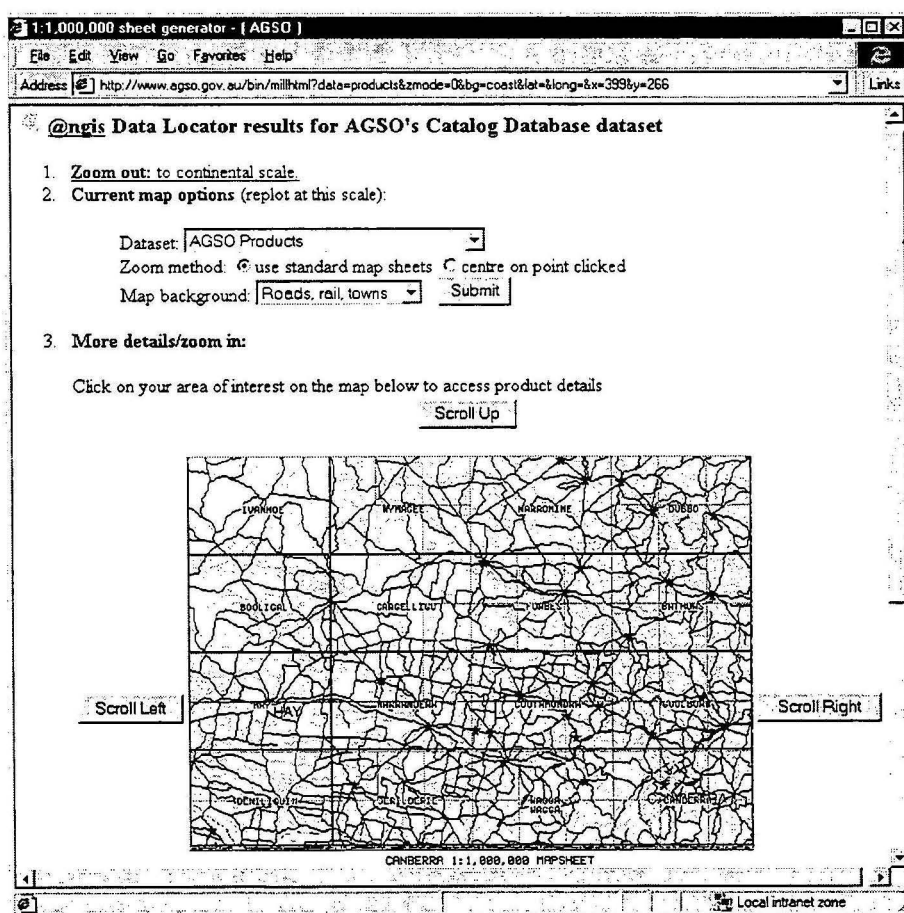 1:1,000,000 sheet generator - [ AGSO ]
File Edit View Go Favorites Help
Address http://www.agso.gov.au/bin/millhtml?data=products&zmode=0&bg=coast&lat=&long=&x=399&y=266 Links
@ngis Data Locator results for AGSO's Catalog Database dataset
1. Zoom out: to continental scale.
2. Current map options (replot at this scale):
Dataset: AGSO Products
Zoom method: use standard map sheets centre on point clicked
Map background: Roads, rail, towns Submit
3. More details/zoom in:
Click on your area of interest on the map below to access product details
Scroll Up
IVANHOE NYMAGEE NARROMINE DUBBO
BOOLIGAL CARGELLIGO FORBES BATHURST
Scroll Left HAY NARRANDERA COOTAMUNDRA GOULBURN Scroll Right
DENILIQUIN JERILDERIE WAGGA CANBERRA
WAGGA
CANBERRA 1:1,000,000 MAPSHEET
Local intranet zone